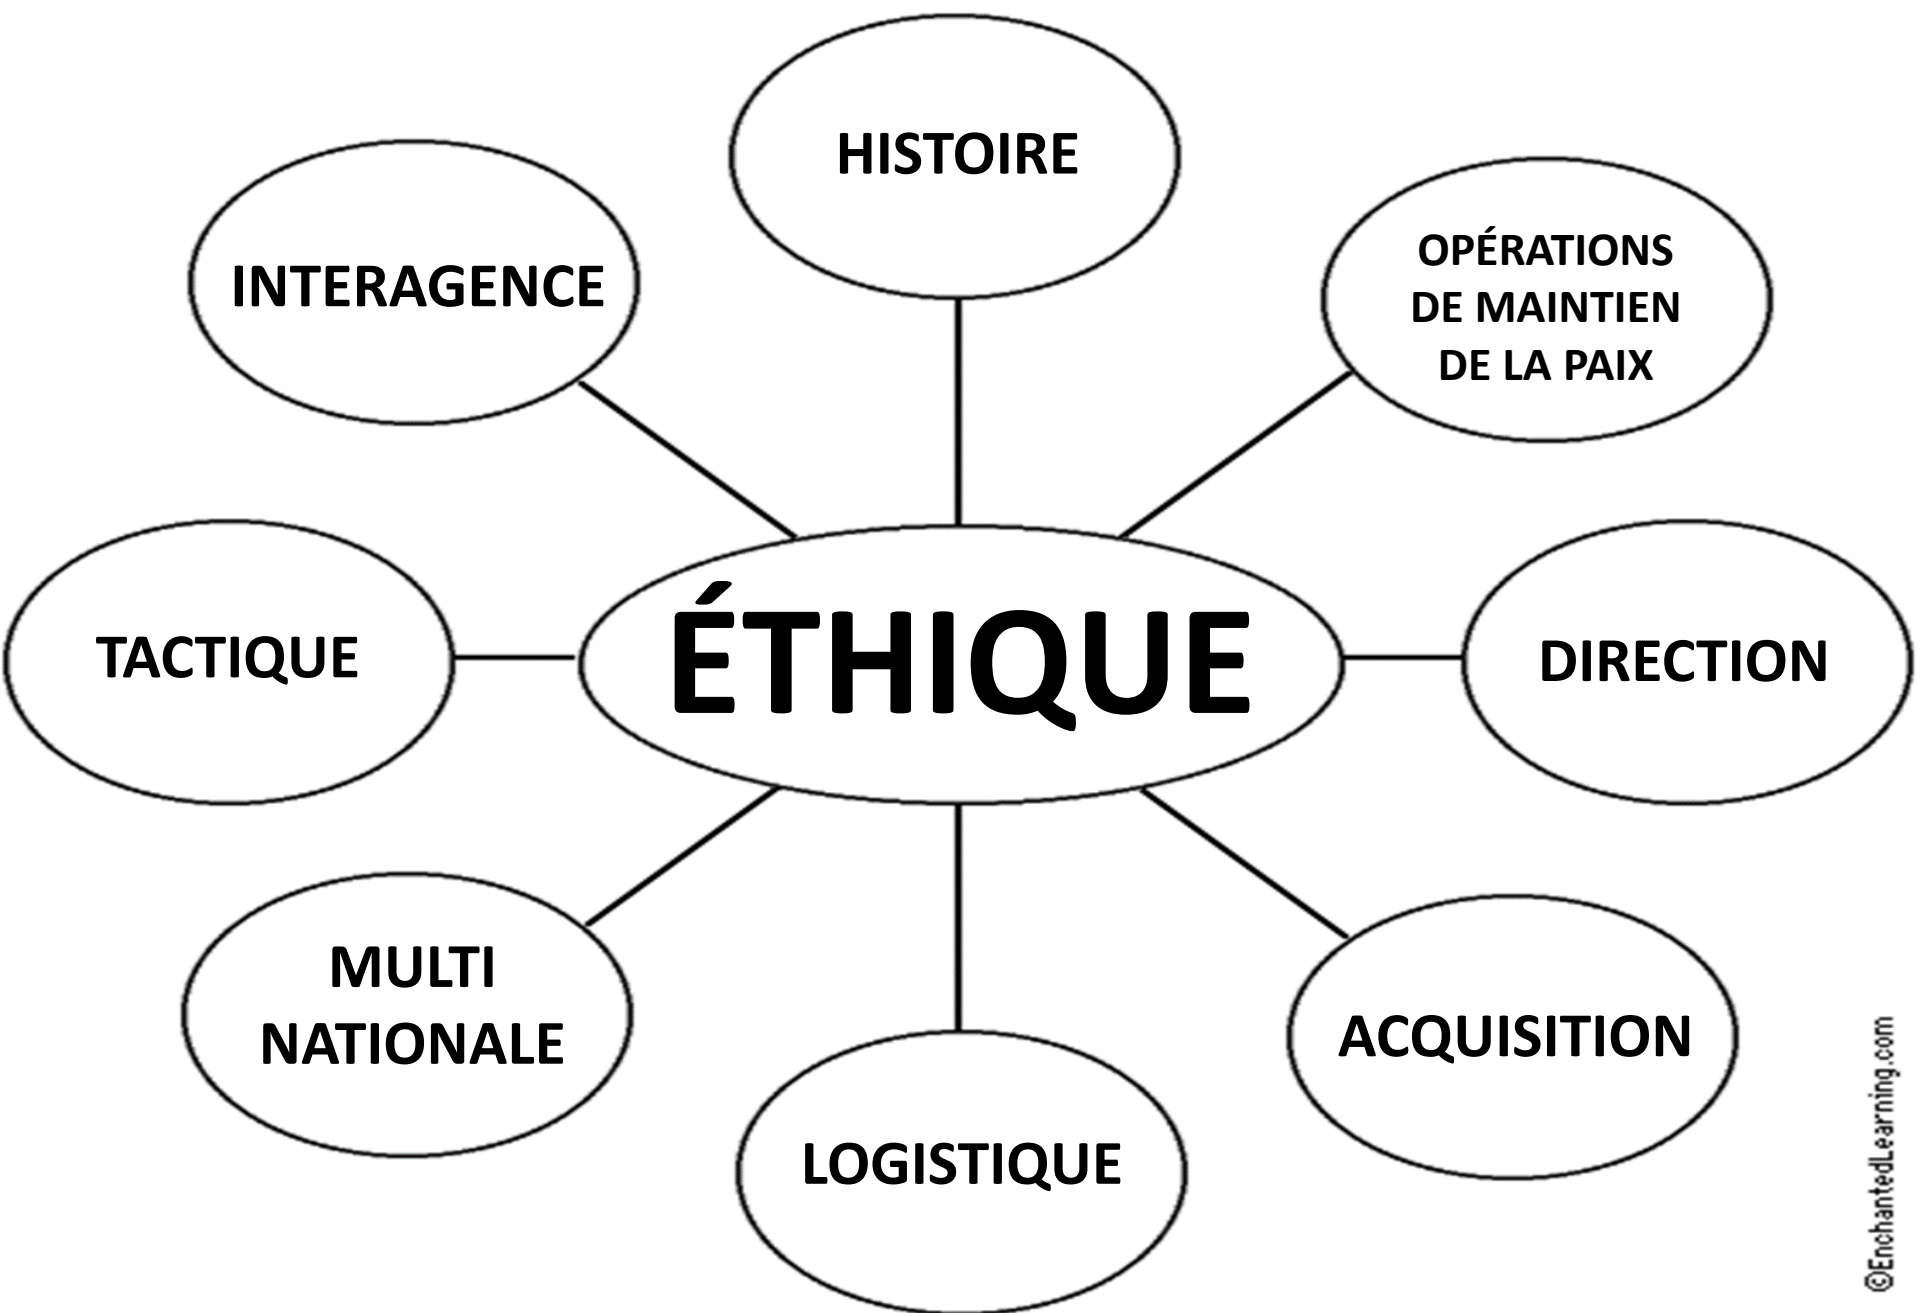 HISTOIRE
INTERAGENCE
OPÉRATIONS
DE MAINTIEN
DE LA PAIX
TACTIQUE
ÉTHIQUE
DIRECTION
MULTI
NATIONALE
ACQUISITION
LOGISTIQUE
©EnchantedLearning.com